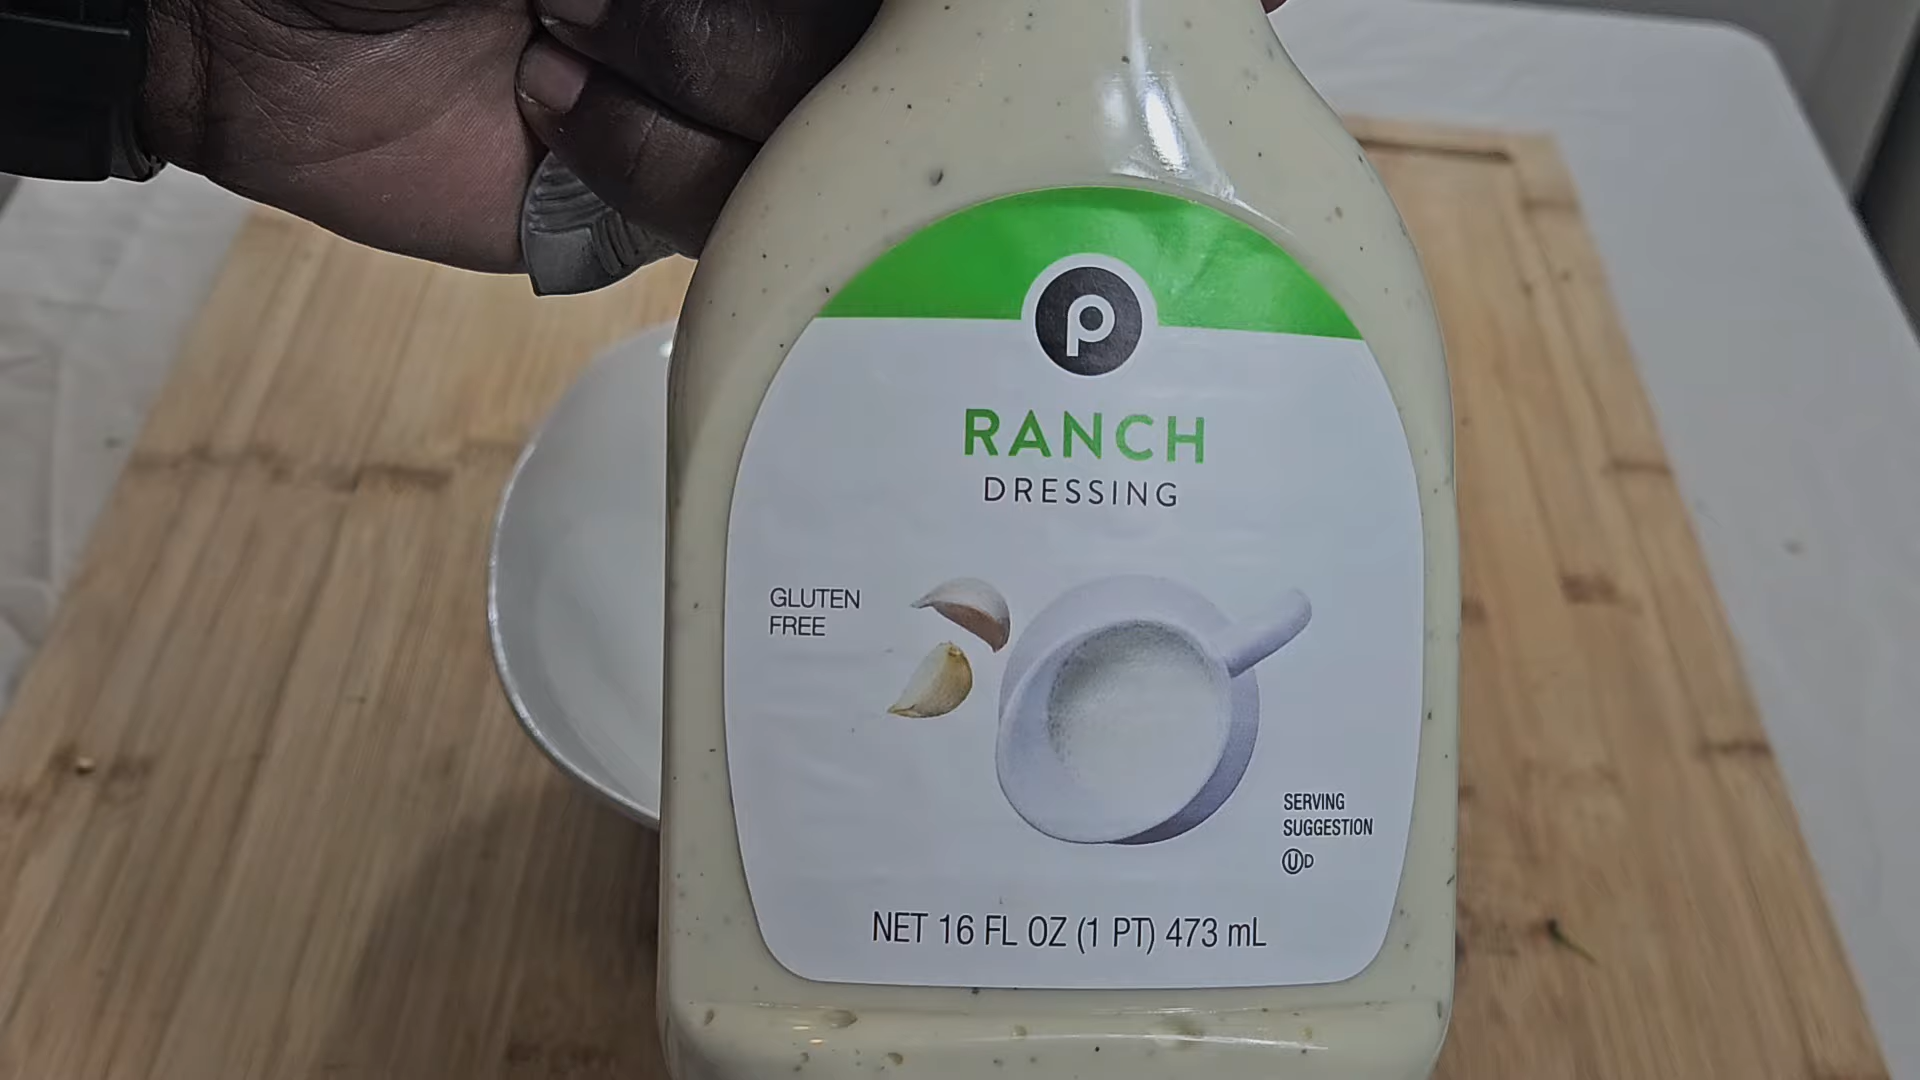 p
RANCH
DRESSING
GLUTEN
FREE
SERVING
SUGGESTION
Ⓤ D
NET 16 FL OZ (1 PT) 473 mL